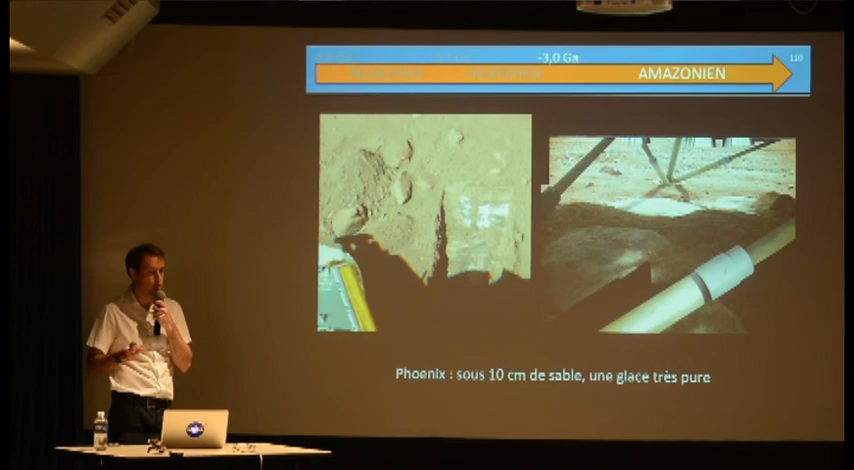 -3,0 Ga
110
AMAZONIEN
Phoenix : sous 10 cm de sable, une glace très pure